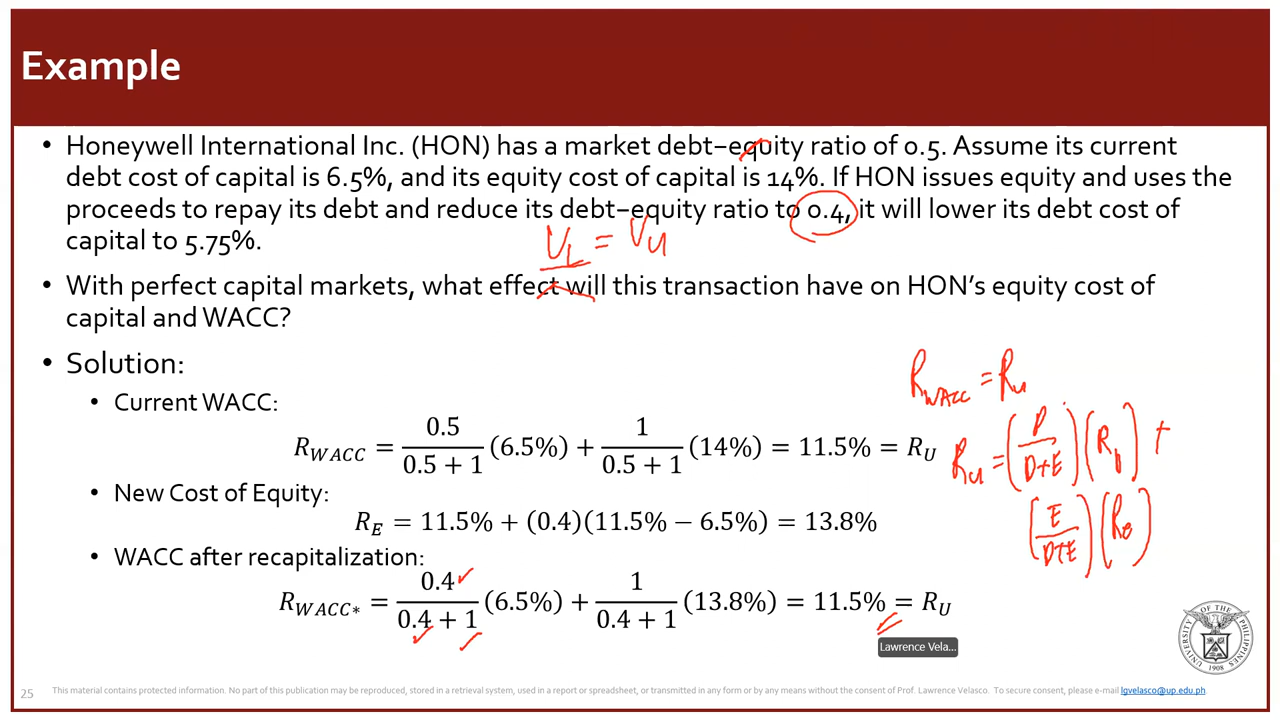 Example
• Honeywell International Inc. (HON) has a market debt–equity ratio of 0.5. Assume its current
debt cost of capital is 6.5%, and its equity cost of capital is 14%. If HON issues equity and uses the
proceeds to repay its debt and reduce its debt–equity ratio to 0.4, it will lower its debt cost of
capital to 5.75%.
V_L = V_U
• With perfect capital markets, what effect will this transaction have on HON's equity cost of
capital and WACC?
• Solution:
• Current WACC:
R_WACC = 0.5/(0.5 + 1) (6.5%) + 1/(0.5 + 1) (14%) = 11.5% = R_U
• New Cost of Equity:
R_E = 11.5% + (0.4)(11.5% − 6.5%) = 13.8%
• WACC after recapitalization:
R_WACC* = 0.4/(0.4 + 1) (6.5%) + 1/(0.4 + 1) (13.8%) = 11.5% = R_U
R_WACC = R_U
R_U = (D/(D+E)) (R_D) +
(E/(D+E)) (R_E)
Lawrence Vela...
UNIVERSITY OF THE PHILIPPINES
1908
25
This material contains protected information. No part of this publication may be reproduced, stored in a retrieval system, used in a report or spreadsheet, or transmitted in any form or by any means without the consent of Prof. Lawrence Velasco. To secure consent, please e-mail lgvelasco@up.edu.ph